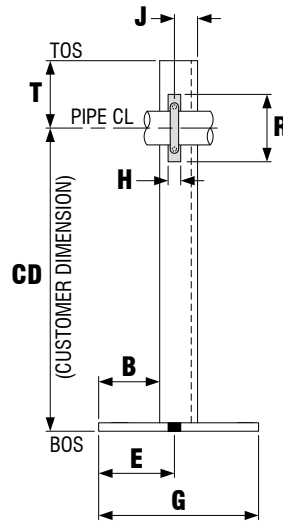 J
TOS
T
PIPE CL
R
H
CD
(CUSTOMER DIMENSION)
B
BOS
E
G